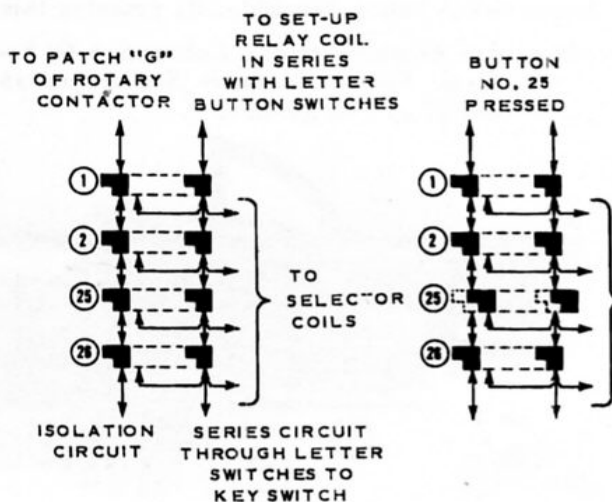 TO SET-UP
RELAY COIL
IN SERIES
WITH LETTER
BUTTON SWITCHES
TO PATCH "G"
OF ROTARY
CONTACTOR
BUTTON
NO. 25
PRESSED
1
2
25
26
TO
SELECTOR
COILS
1
2
25
26
ISOLATION
CIRCUIT
SERIES CIRCUIT
THROUGH LETTER
SWITCHES TO
KEY SWITCH